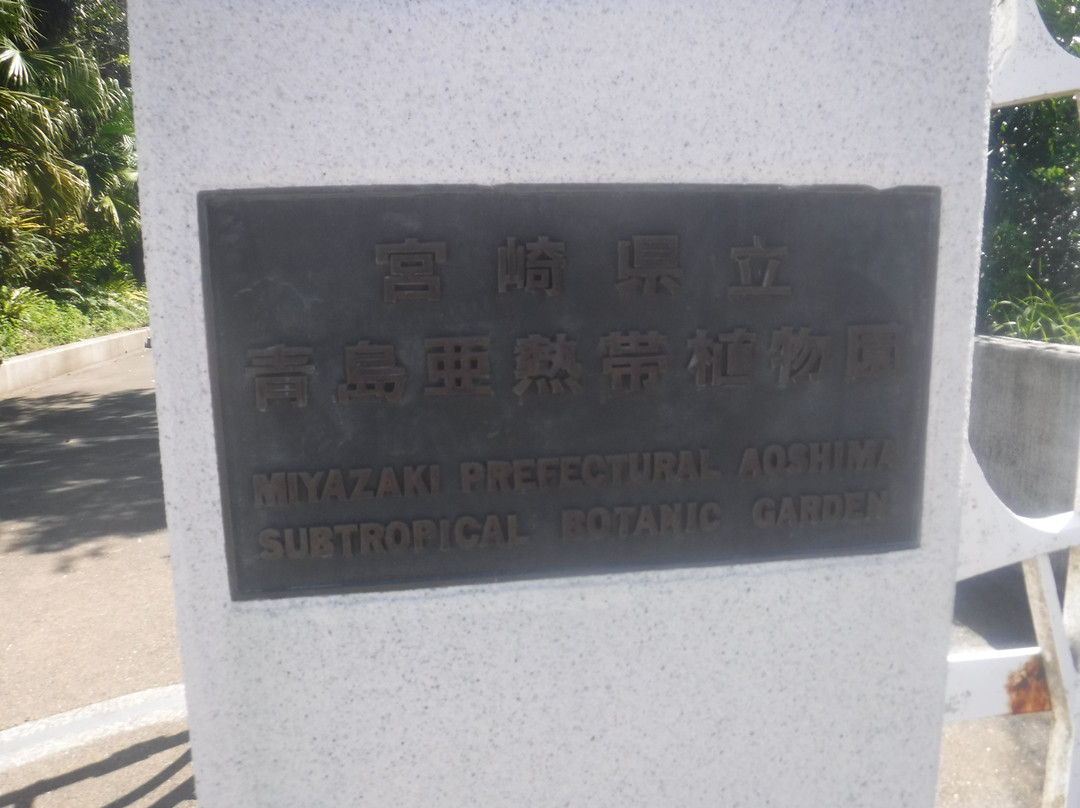 宮崎県立
青島亜熱帯植物園
MIYAZAKI PREFECTURAL AOSHIMA
SUBTROPICAL BOTANIC GARDEN